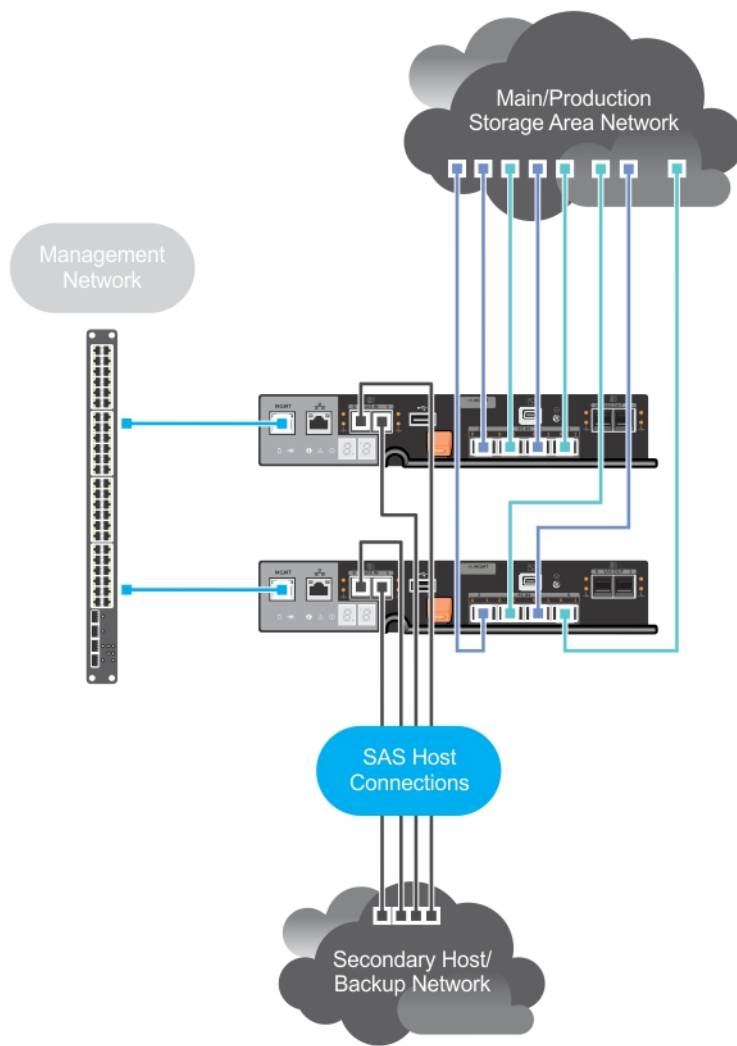 Main/Production
Storage Area Network
Management
Network
MGMT
MGMT
SAS Host
Connections
Secondary Host/
Backup Network